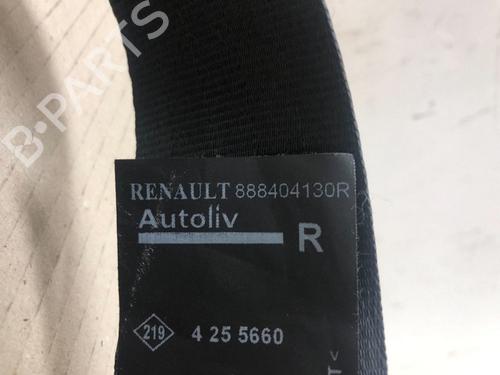 B-PARTS
RENAULT 888404130R
Autoliv
R
219 4 25 5660
T<